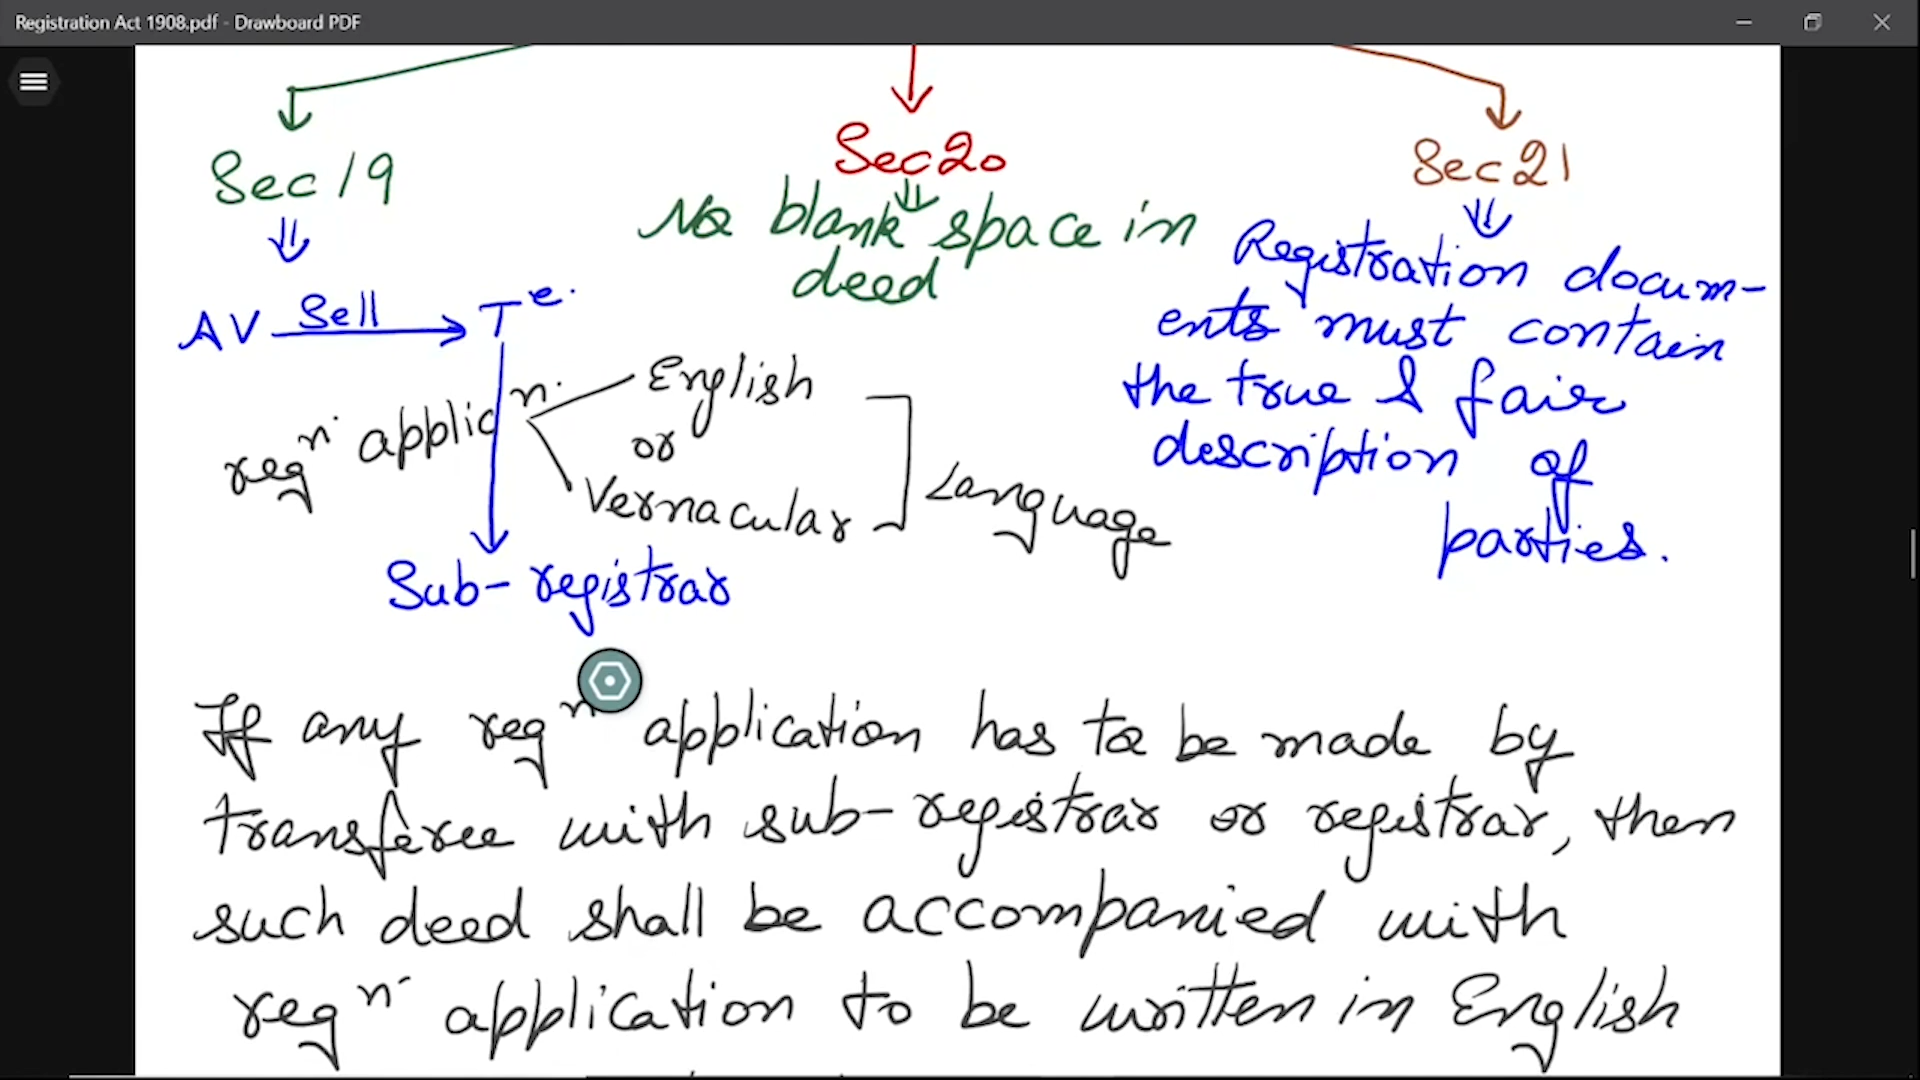 Registration Act 1908.pdf - Drawboard PDF
Sec 19
Sec 20
Sec 21
No blank space in
deed
AV Sell Te.
regn applicn.
English
or
Vernacular
Language
Sub-registrar
Registration docum-
ents must contain
the true & fair
description of
parties.
If any regn application has to be made by
transferee with sub-registrar or registrar, then
such deed shall be accompanied with
regn. application to be written in English